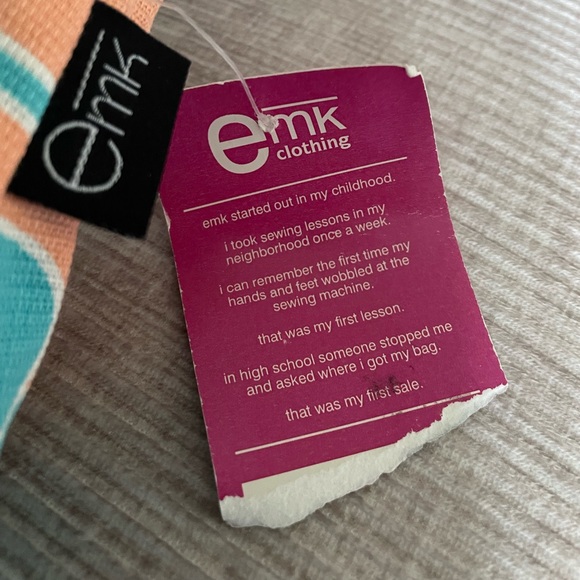 emk
emk
clothing
emk started out in my childhood.
i took sewing lessons in my
neighborhood once a week.
i can remember the first time my
hands and feet wobbled at the
sewing machine.
that was my first lesson.
in high school someone stopped me
and asked where i got my bag.
that was my first sale.